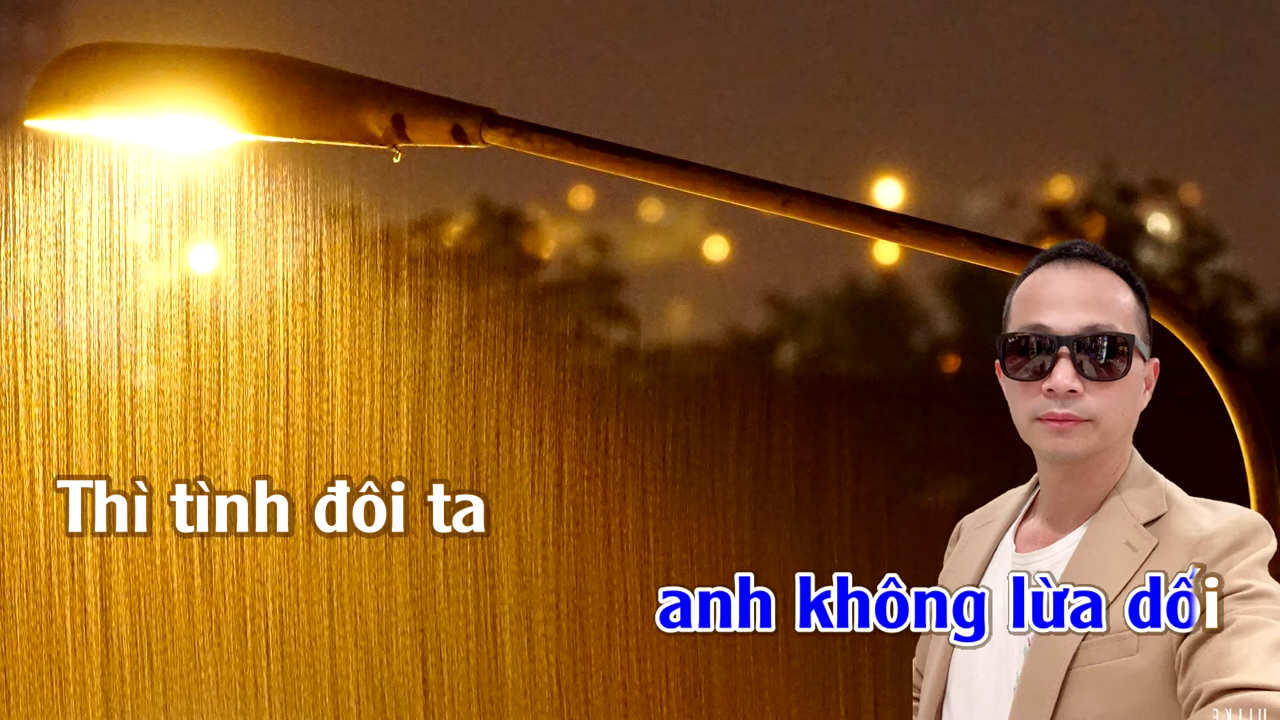 Thì tình đôi ta
anh không lừa dối